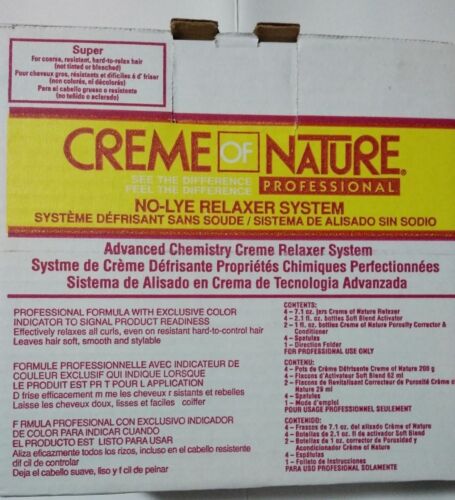 Super
For coarse, resistant, hard-to-relax hair
(not tinted or bleached)
Pour cheveux gros, résistants et dificiles á d' friser
(non colorés, ni décolorés)
Para el cabello grueso o resistente
(no teñido o aclarado)
CREME OF NATURE®
SEE THE DIFFERENCE
FEEL THE DIFFERENCE
PROFESSIONAL
NO-LYE RELAXER SYSTEM
SYSTÈME DÉFRISANT SANS SOUDE / SISTEMA DE ALISADO SIN SODIO
Advanced Chemistry Creme Relaxer System
Systme de Crème Défrisante Propriétés Chimiques Perfectionnées
Sistema de Alisado en Crema de Tecnologia Avanzada
PROFESSIONAL FORMULA WITH EXCLUSIVE COLOR
INDICATOR TO SIGNAL PRODUCT READINESS
Effectively relaxes all curls, even on resistant hard-to-control hair
Leaves hair soft, smooth and stylable
FORMULE PROFESSIONNELLE AVEC INDICATEUR DE
COULEUR EXCLUSIF QUI INDIQUE LORSQUE
LE PRODUIT EST PR T POUR L APPLICATION
D frise efficacement m me les cheveux r sistants et rebelles
Laisse les cheveux doux, lisses et faciles coiffer
F RMULA PROFESIONAL CON EXCLUSIVO INDICADOR
DE COLOR PARA INDICAR CUANDO
EL PRODUCTO EST LISTO PARA USAR
Aliza eficazmente todos los rizos, incluso en el cabello resistente
dif cil de controlar
Deja el cabello suave, liso y f cil de peinar
CONTENTS:
4 – 7.1 oz. jars Creme of Nature Relaxer
4 – 2.1 fl. oz. bottles Soft Blend Activator
2 – 1 fl oz. bottles Creme of Nature Porosity Corrector &
Conditioner
4 – Spatulas
1 – Direction Folder
FOR PROFESSIONAL USE ONLY
CONTENU:
4 – Pots de Crème Défrisante Creme of Nature 200 g
4 – Flacons d'Activateur Soft Blend 62 ml
2 – Flacons de Revitalisant Correcteur de Porosité Crème of
Nature 29 ml
4 – Spatules
1 – Mode d'emploi
POUR USAGE PROFESSIONNEL SEULEMENT
CONTENIDO:
4 – Frascos de 7.1 oz. del alisado Crème of Nature
4 – Botellas de 2.1 fl. oz. de activador Soft Blend
2 – Botellas de 1 oz. corrector de Porosidad y
Acondicionador Crème of Nature
4 – Espátulas
1 – Folleto de Instrucciones
PARA USO PROFESIONAL SOLAMENTE